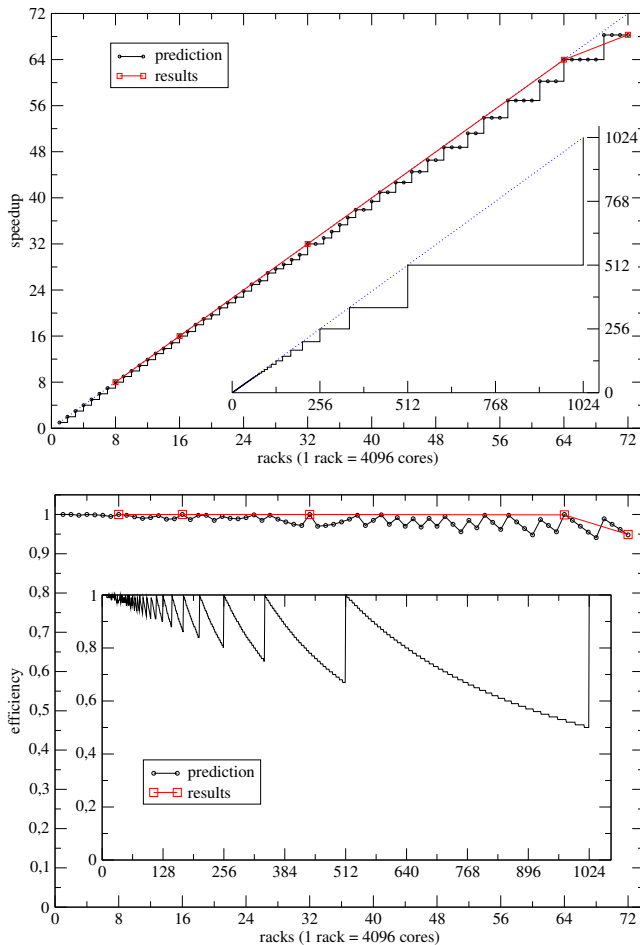 72
64
56
48
40
32
24
16
8
0
speedup
prediction
results
1024
768
512
256
0
0 256 512 768 1024
0 8 16 24 32 40 48 56 64 72
racks (1 rack = 4096 cores)
1
0,9
0,8
0,7
0,6
0,5
0,4
0,3
0,2
0,1
0
efficiency
1
0,8
0,6
0,4
0,2
0
prediction
results
0 128 256 384 512 640 768 896 1024
0 8 16 24 32 40 48 56 64 72
racks (1 rack = 4096 cores)